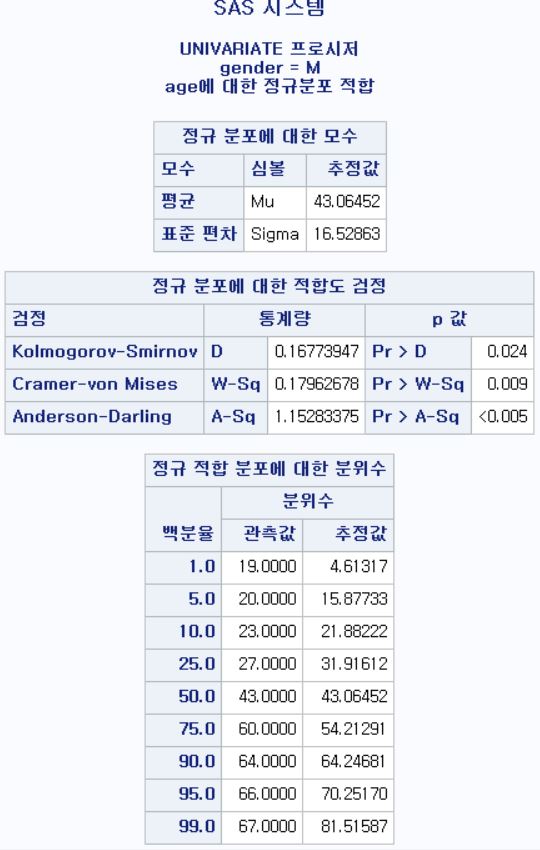 SAS 시스템
UNIVARIATE 프로시저
gender = M
age에 대한 정규분포 적합
정규 분포에 대한 모수
모수 심볼 추정값
평균 Mu 43.06452
표준 편차 Sigma 16.52863
정규 분포에 대한 적합도 검정
검정 통계량 p 값
Kolmogorov-Smirnov D 0.16773947 Pr > D 0.024
Cramer-von Mises W-Sq 0.17962678 Pr > W-Sq 0.009
Anderson-Darling A-Sq 1.15283375 Pr > A-Sq <0.005
정규 적합 분포에 대한 분위수
분위수
백분율 관측값 추정값
1.0 19.0000 4.61317
5.0 20.0000 15.87733
10.0 23.0000 21.88222
25.0 27.0000 31.91612
50.0 43.0000 43.06452
75.0 60.0000 54.21291
90.0 64.0000 64.24681
95.0 66.0000 70.25170
99.0 67.0000 81.51587